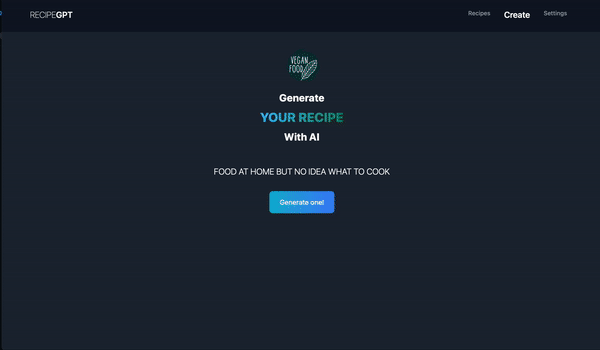 RECIPEGPT
Recipes
Create
Settings
VEGAN
FOOD
Generate
YOUR RECIPE
With AI
FOOD AT HOME BUT NO IDEA WHAT TO COOK
Generate one!